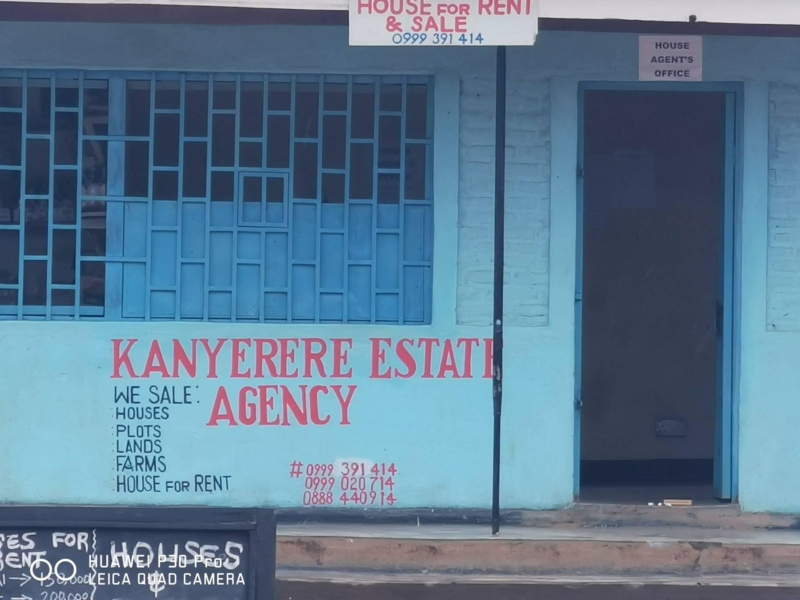 HOUSE FOR RENT
& SALE
0999 391 414
HOUSE
AGENT'S
OFFICE
KANYERERE ESTATE
AGENCY
WE SALE:
HOUSES
PLOTS
LANDS
FARMS
HOUSE FOR RENT
# 0999 391 414
0999 020 714
0888 440914
FOR
HOUSES
HUAWEI P30 Pro
LEICA QUAD CAMERA